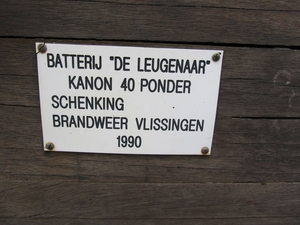 BATTERIJ "DE LEUGENAAR"
KANON 40 PONDER
SCHENKING
BRANDWEER VLISSINGEN
1990